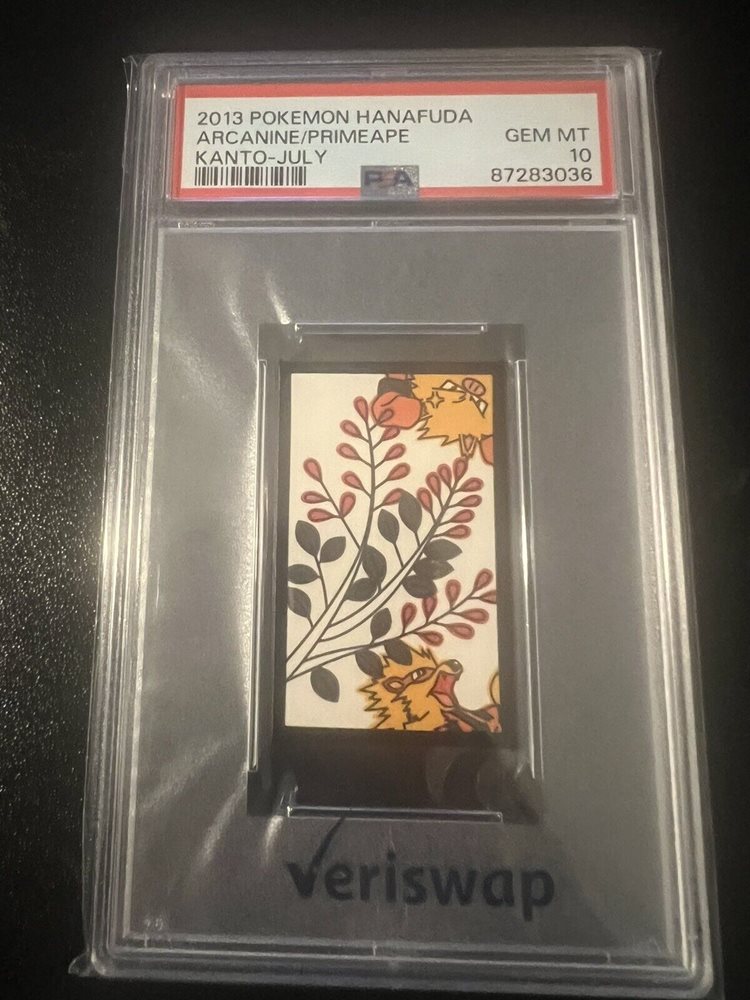 2013 POKEMON HANAFUDA
ARCANINE/PRIMEAPE GEM MT
KANTO-JULY 10
PSA 87283036
veriswap